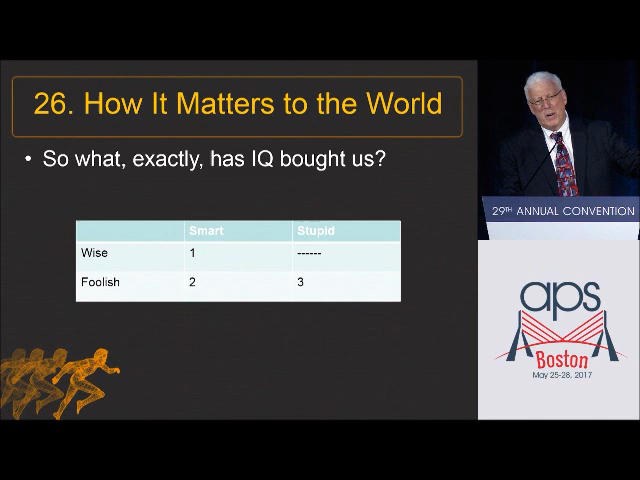 26. How It Matters to the World
• So what, exactly, has IQ bought us?
Smart Stupid
Wise 1 ------
Foolish 2 3
29TH ANNUAL CONVENTION
aps
Boston
May 25-28, 2017